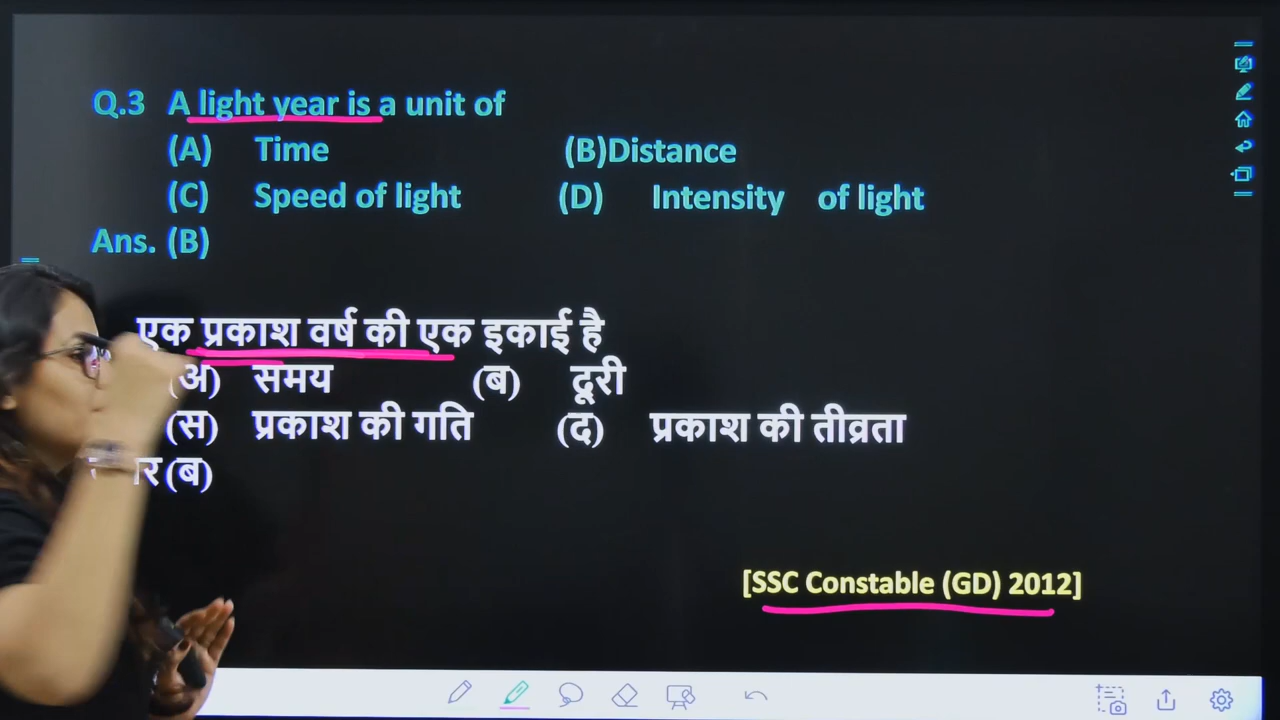 Q.3 A light year is a unit of
(A) Time (B)Distance
(C) Speed of light (D) Intensity of light
Ans. (B)
एक प्रकाश वर्ष की एक इकाई है
(अ) समय (ब) दूरी
(स) प्रकाश की गति (द) प्रकाश की तीव्रता
(ब)
[SSC Constable (GD) 2012]